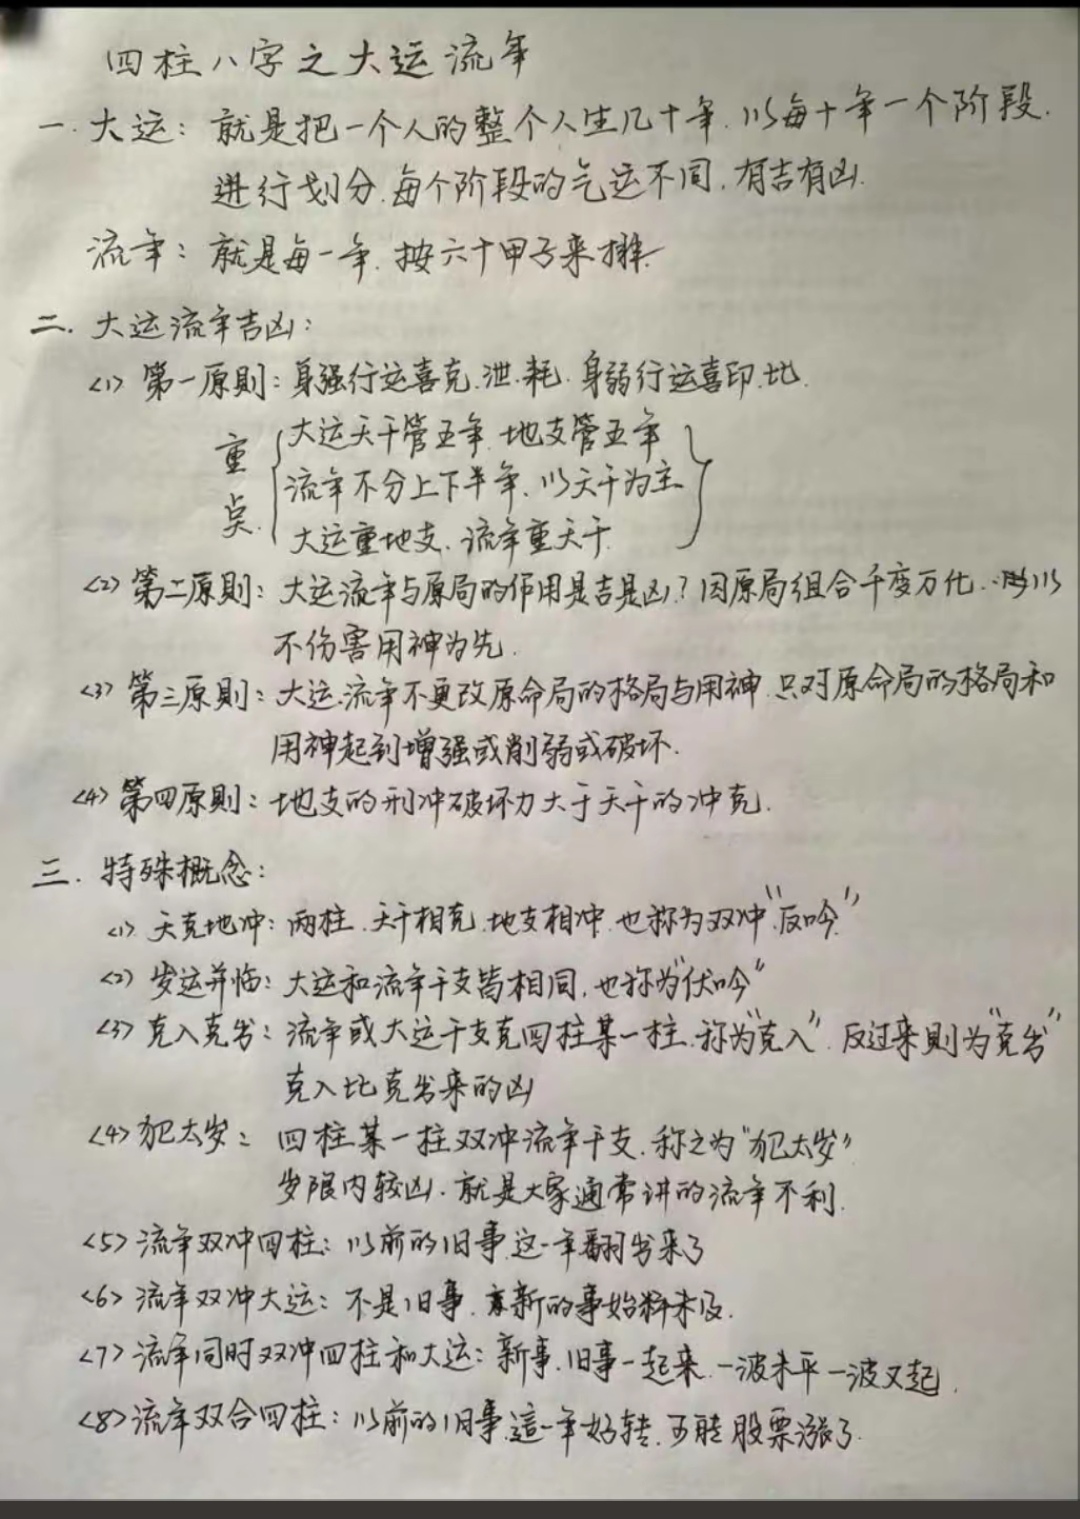 四柱八字之大运流年
一.大运：就是把一个人的整个人生几十年.以每十年一个阶段.
进行划分.每个阶段的气运不同.有吉有凶.
流年：就是每一年.按六十甲子来排.
二.大运流年吉凶：
<1>第一原则：身强行运喜克.泄.耗.身弱行运喜印.比.
重点.
大运天干管五年.地支管五年
流年不分上下半年.以天干为主
大运重地支.流年重天干
<2>第二原则：大运流年与原局的作用是吉是凶？因原局组合千变万化.所以
不伤害用神为先.
<3>第三原则：大运.流年不更改原命局的格局与用神.只对原命局的格局和
用神起到增强或削弱或破坏.
<4>第四原则：地支的刑冲破坏力大于天干的冲克.
三.特殊概念：
<1>天克地冲：两柱.天干相克.地支相冲.也称为双冲."反吟"
<2>岁运并临：大运和流年干支皆相同,也称为"伏吟"
<3>克入克出：流年或大运干支克四柱某一柱.称为"克入".反过来则为"克出"
克入比克出来的凶
<4>犯太岁：四柱某一柱双冲流年干支.称之为"犯太岁"
岁限内较凶.就是大家通常讲的流年不利.
<5>流年双冲四柱：以前的旧事这一年翻出来了
<6>流年双冲大运：不是旧事.新的事始料未及.
<7>流年同时双冲四柱和大运：新事.旧事一起来.一波未平一波又起.
<8>流年双合四柱：以前的旧事.這一年好转.可能股票涨了.